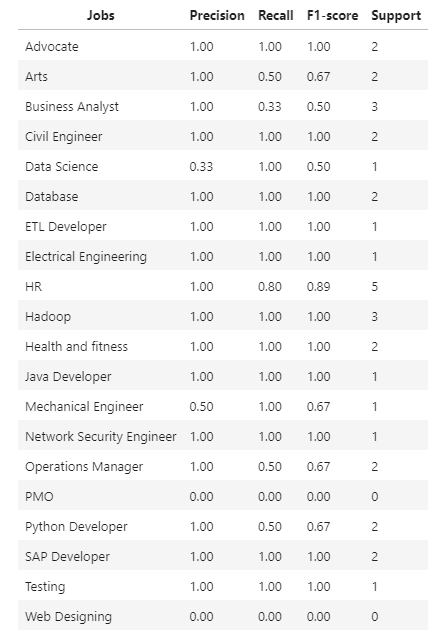 Jobs Precision Recall F1-score Support
Advocate 1.00 1.00 1.00 2
Arts 1.00 0.50 0.67 2
Business Analyst 1.00 0.33 0.50 3
Civil Engineer 1.00 1.00 1.00 2
Data Science 0.33 1.00 0.50 1
Database 1.00 1.00 1.00 2
ETL Developer 1.00 1.00 1.00 1
Electrical Engineering 1.00 1.00 1.00 1
HR 1.00 0.80 0.89 5
Hadoop 1.00 1.00 1.00 3
Health and fitness 1.00 1.00 1.00 2
Java Developer 1.00 1.00 1.00 1
Mechanical Engineer 0.50 1.00 0.67 1
Network Security Engineer 1.00 1.00 1.00 1
Operations Manager 1.00 0.50 0.67 2
PMO 0.00 0.00 0.00 0
Python Developer 1.00 0.50 0.67 2
SAP Developer 1.00 1.00 1.00 2
Testing 1.00 1.00 1.00 1
Web Designing 0.00 0.00 0.00 0